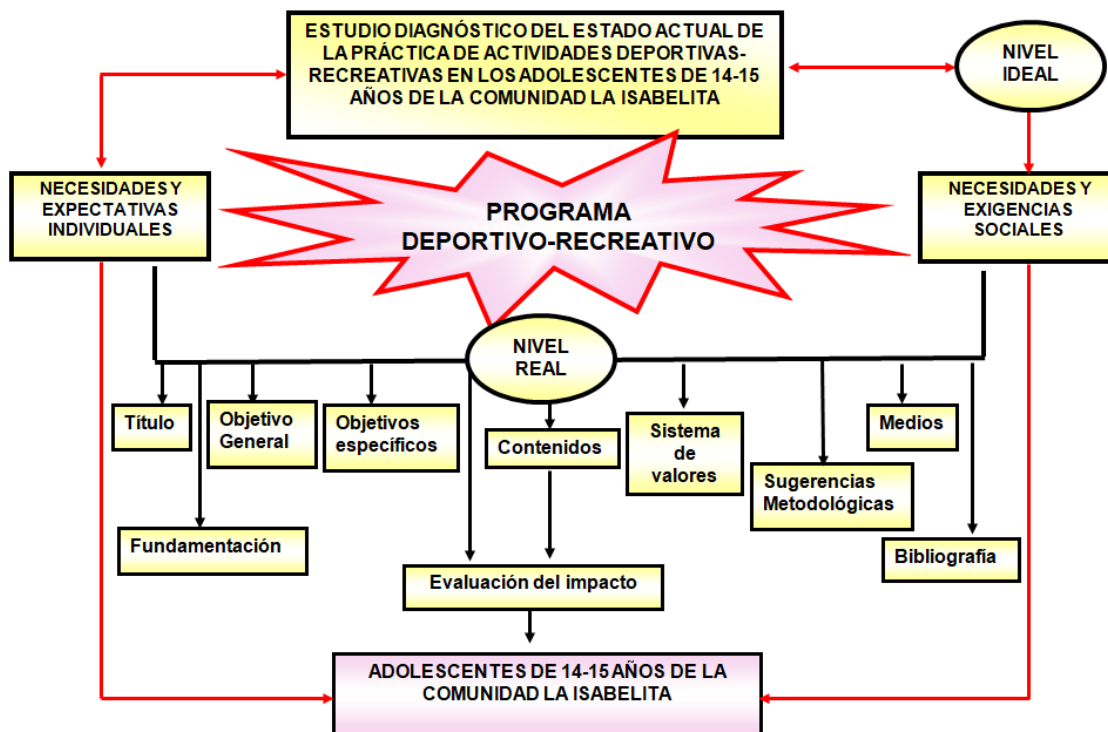 ESTUDIO DIAGNÓSTICO DEL ESTADO ACTUAL DE
LA PRÁCTICA DE ACTIVIDADES DEPORTIVAS-
RECREATIVAS EN LOS ADOLESCENTES DE 14-15
AÑOS DE LA COMUNIDAD LA ISABELITA
NIVEL
IDEAL
NECESIDADES Y
EXPECTATIVAS
INDIVIDUALES
PROGRAMA
DEPORTIVO-RECREATIVO
NECESIDADES Y
EXIGENCIAS
SOCIALES
NIVEL
REAL
Título
Objetivo
General
Objetivos
específicos
Contenidos
Sistema
de
valores
Sugerencias
Metodológicas
Medios
Fundamentación
Bibliografía
Evaluación del impacto
ADOLESCENTES DE 14-15 AÑOS DE LA
COMUNIDAD LA ISABELITA